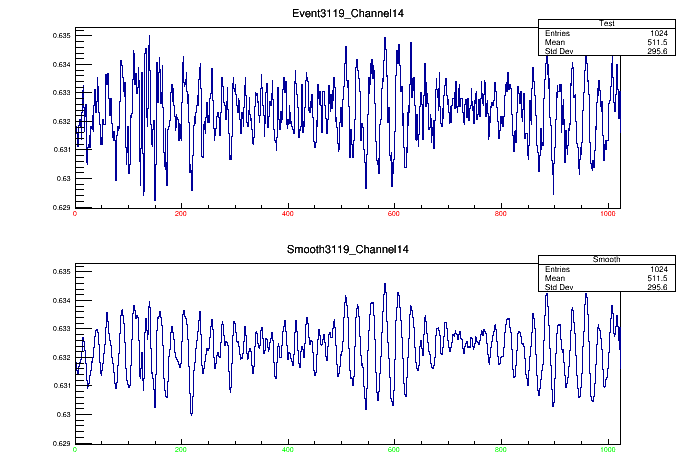 Event3119_Channel14
Test
Entries 1024
Mean 511.5
Std Dev 295.6
0.635
0.634
0.633
0.632
0.631
0.63
0.629
0 200 400 600 800 1000
Smooth3119_Channel14
Smooth
Entries 1024
Mean 511.5
Std Dev 295.6
0.635
0.634
0.633
0.632
0.631
0.63
0.629
0 200 400 600 800 1000